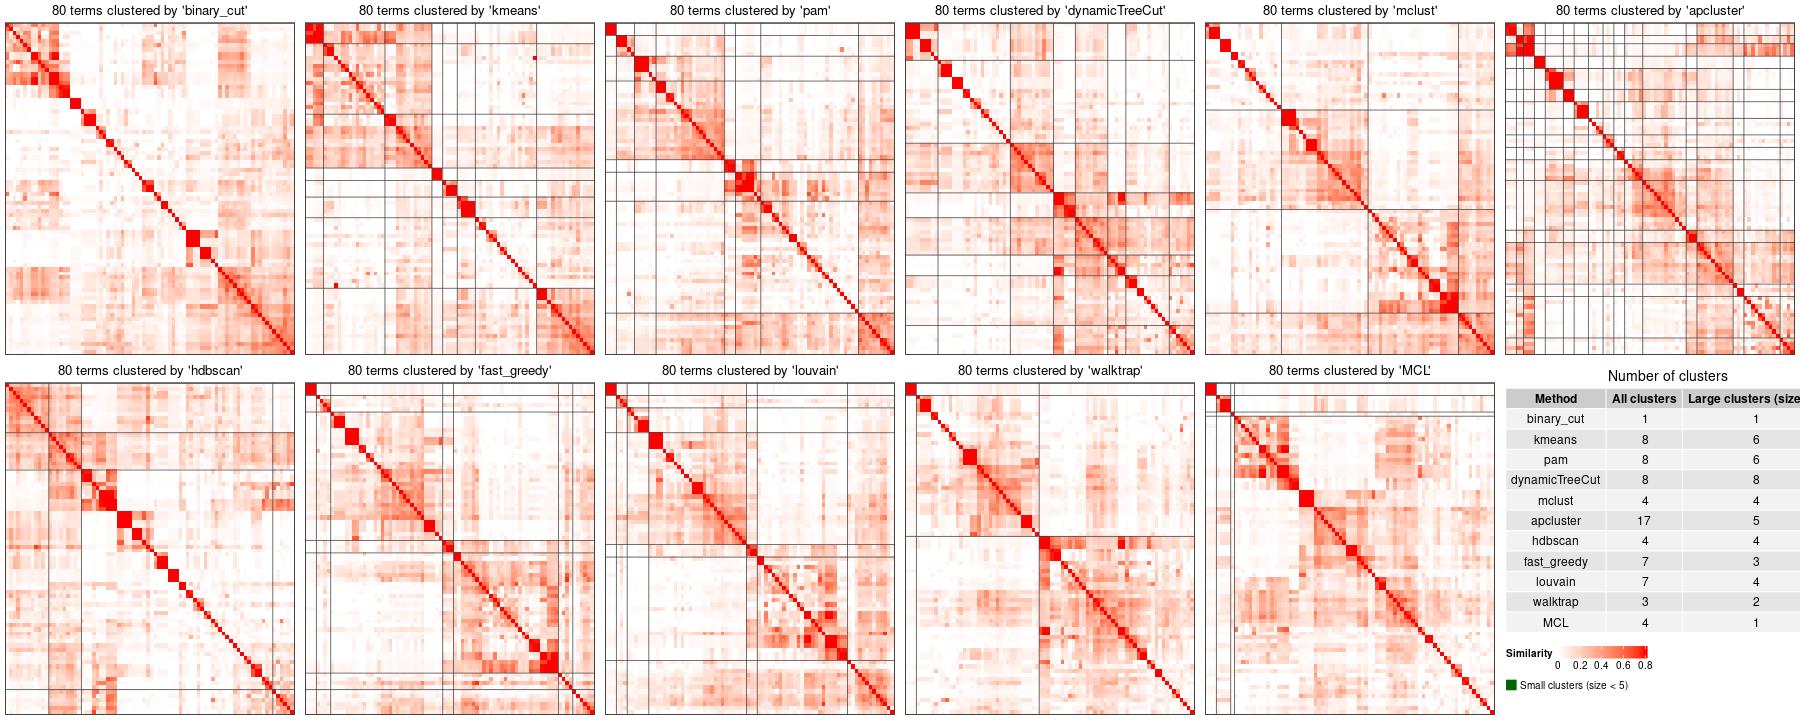 80 terms clustered by 'binary_cut'
80 terms clustered by 'kmeans'
80 terms clustered by 'pam'
80 terms clustered by 'dynamicTreeCut'
80 terms clustered by 'mclust'
80 terms clustered by 'apcluster'
80 terms clustered by 'hdbscan'
80 terms clustered by 'fast_greedy'
80 terms clustered by 'louvain'
80 terms clustered by 'walktrap'
80 terms clustered by 'MCL'
Number of clusters
Method All clusters Large clusters (size
binary_cut 1 1
kmeans 8 6
pam 8 6
dynamicTreeCut 8 8
mclust 4 4
apcluster 17 5
hdbscan 4 4
fast_greedy 7 3
louvain 7 4
walktrap 3 2
MCL 4 1
Similarity
0 0.2 0.4 0.6 0.8
Small clusters (size < 5)